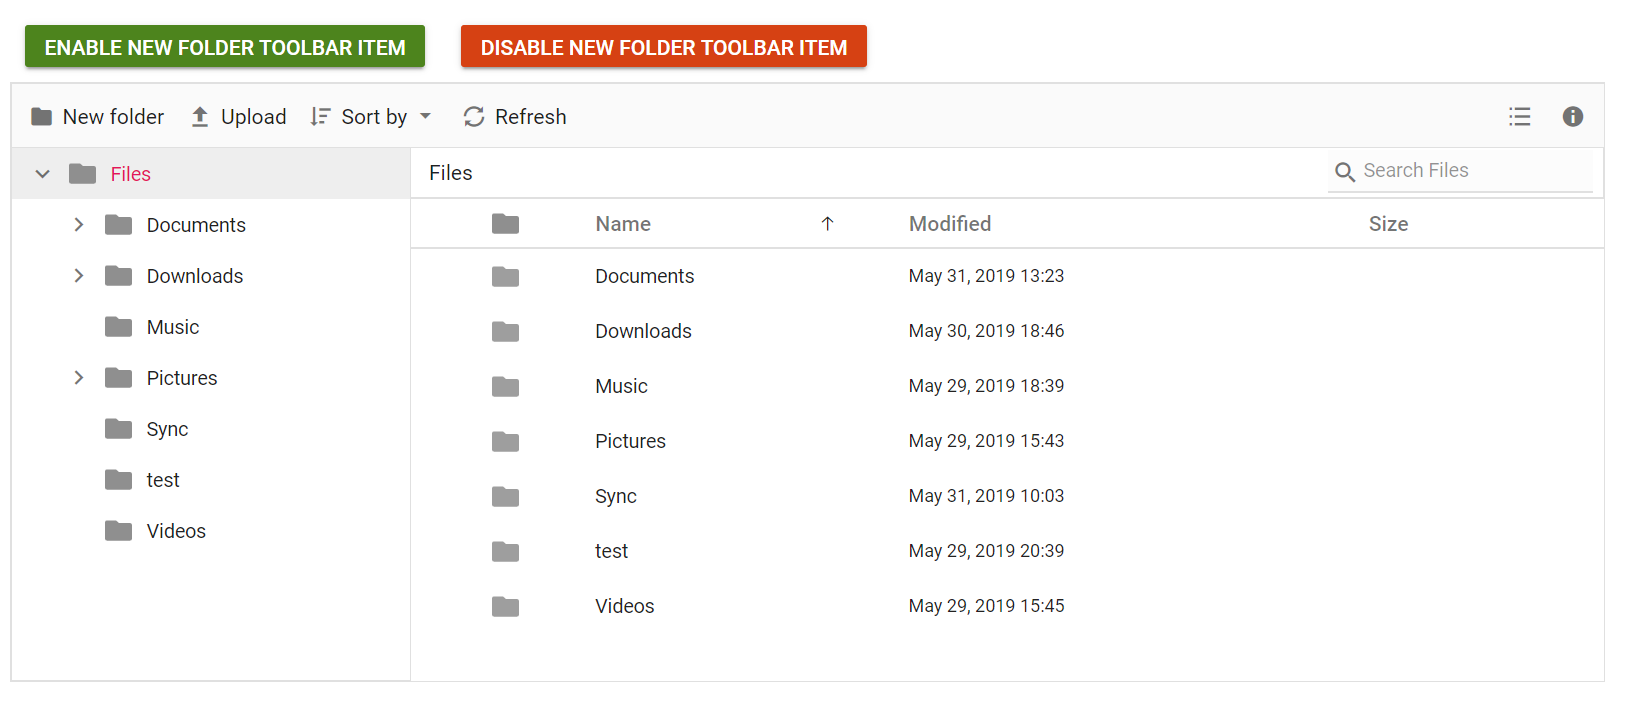 ENABLE NEW FOLDER TOOLBAR ITEM DISABLE NEW FOLDER TOOLBAR ITEM
New folder Upload Sort by Refresh
Files
Documents
Downloads
Music
Pictures
Sync
test
Videos
Files Search Files
Name Modified Size
Documents May 31, 2019 13:23
Downloads May 30, 2019 18:46
Music May 29, 2019 18:39
Pictures May 29, 2019 15:43
Sync May 31, 2019 10:03
test May 29, 2019 20:39
Videos May 29, 2019 15:45